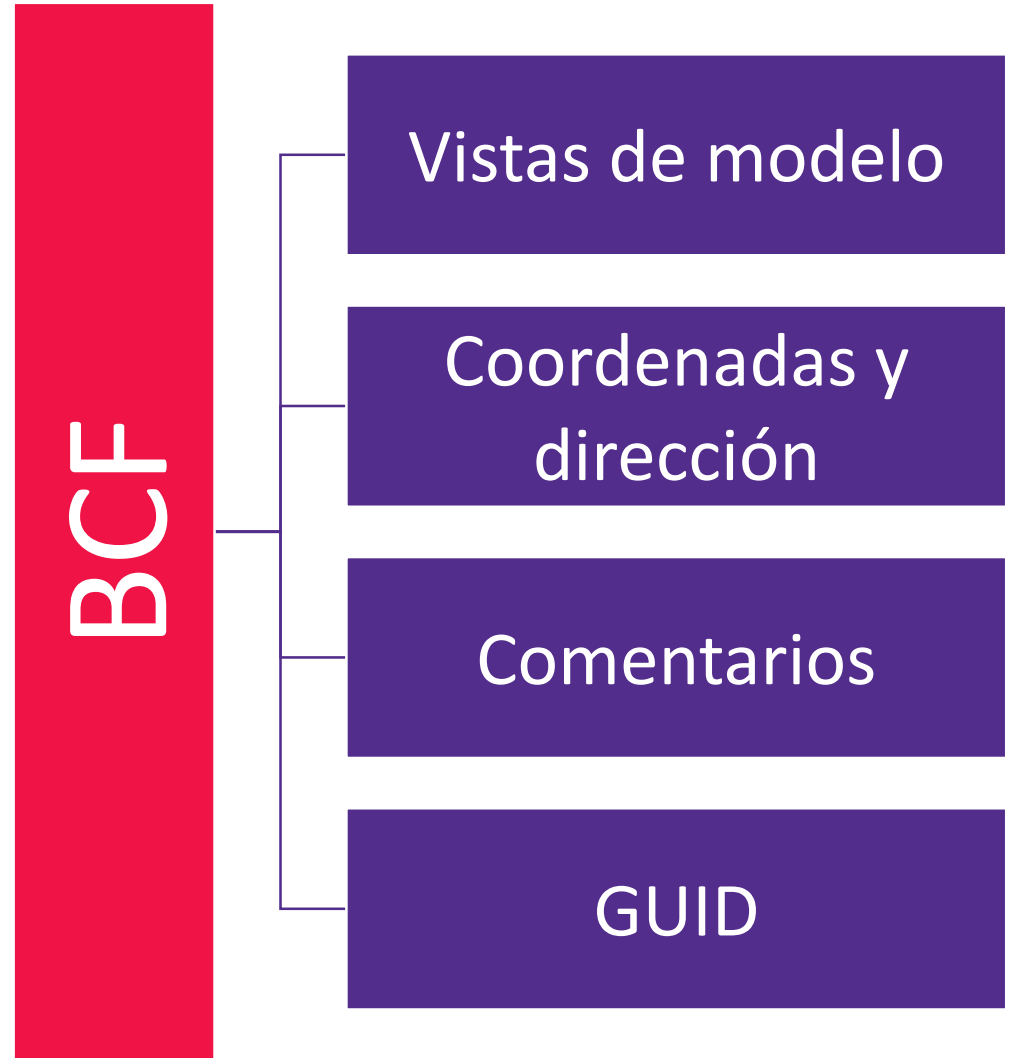 BCF
Vistas de modelo
Coordenadas y
dirección
Comentarios
GUID